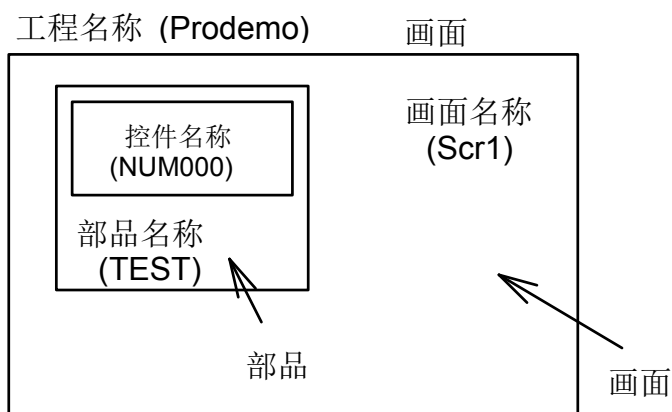 工程名称 (Prodemo)
画面
控件名称
(NUM000)
画面名称
(Scr1)
部品名称
(TEST)
部品
画面